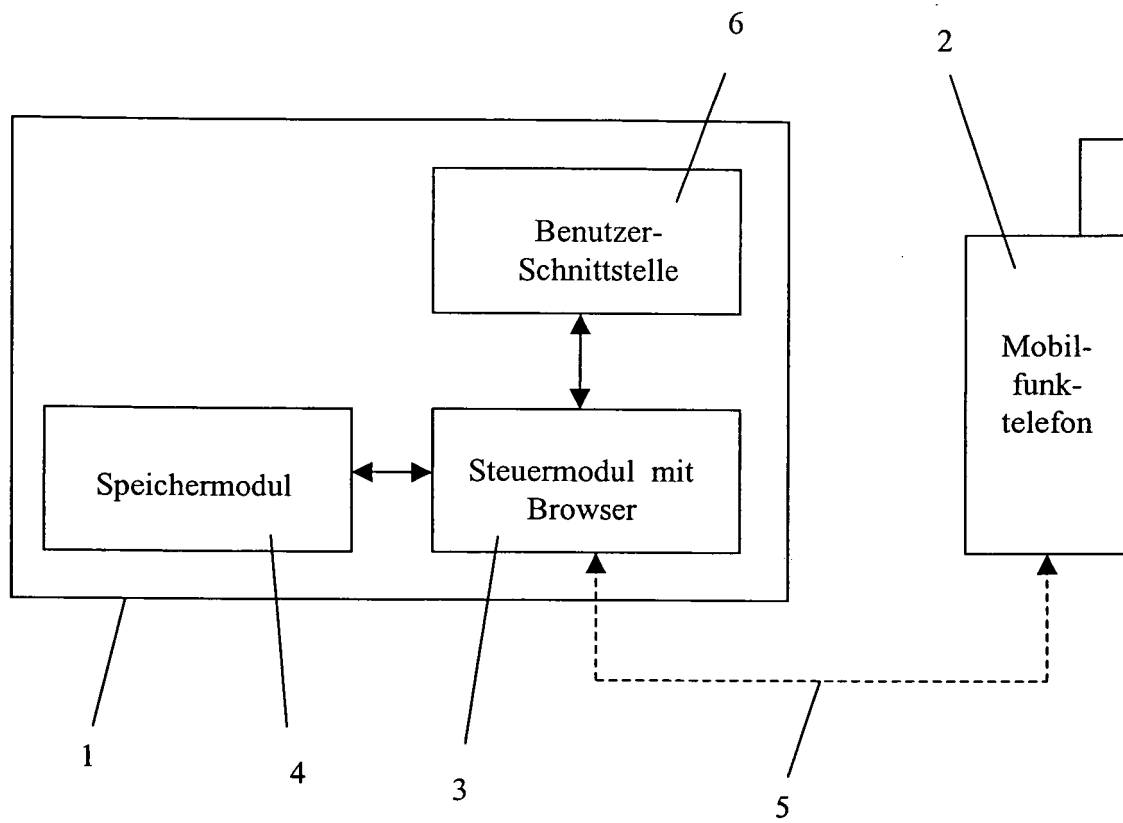 6
2
Benutzer-
Schnittstelle
Mobil-
funk-
telefon
Speichermodul
Steuermodul mit
Browser
1
4
3
5